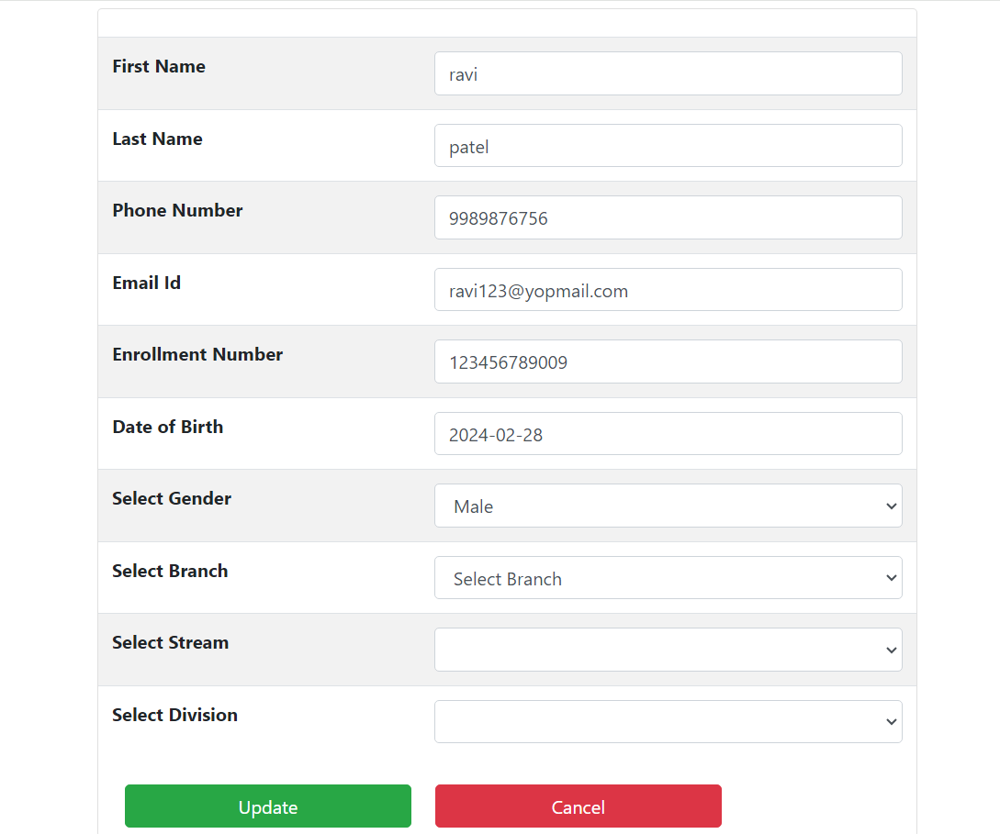 First Name
ravi
Last Name
patel
Phone Number
9989876756
Email Id
ravi123@yopmail.com
Enrollment Number
123456789009
Date of Birth
2024-02-28
Select Gender
Male
Select Branch
Select Branch
Select Stream
Select Division
Update
Cancel